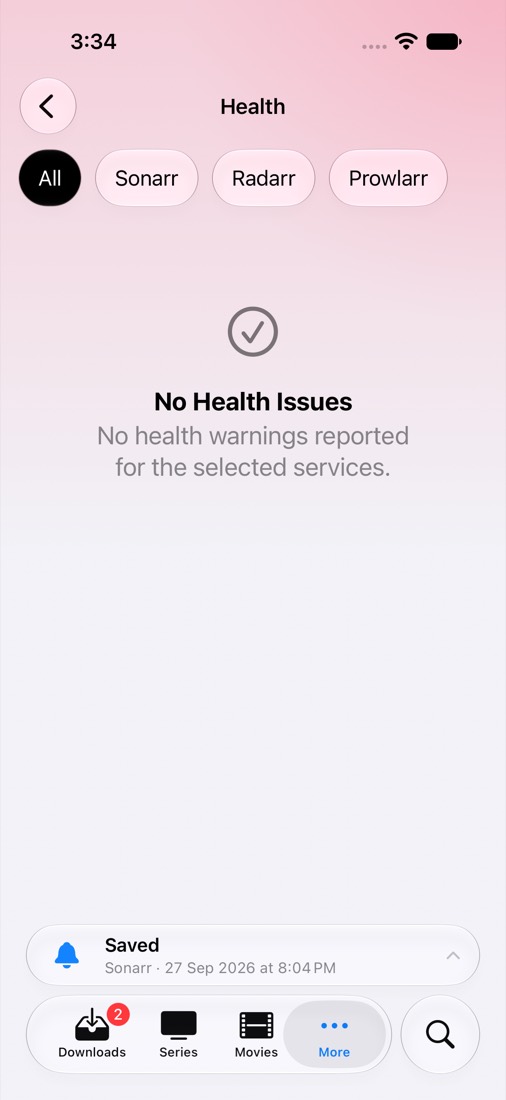 3:34
Health
All
Sonarr
Radarr
Prowlarr
No Health Issues
No health warnings reported
for the selected services.
Saved
Sonarr · 27 Sep 2026 at 8:04 PM
2
Downloads
Series
Movies
More